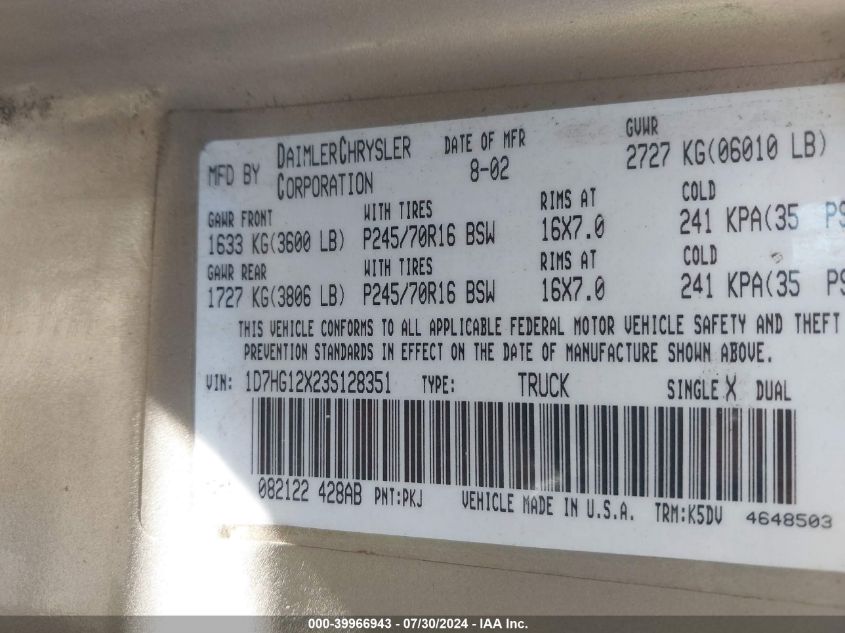 MFD BY DAIMLERCHRYSLER CORPORATION DATE OF MFR 8-02 GVWR 2727 KG(06010 LB)
GAWR FRONT WITH TIRES RIMS AT COLD
1633 KG(3600 LB) P245/70R16 BSW 16X7.0 241 KPA(35 PS
GAWR REAR WITH TIRES RIMS AT COLD
1727 KG(3806 LB) P245/70R16 BSW 16X7.0 241 KPA(35 PS
THIS VEHICLE CONFORMS TO ALL APPLICABLE FEDERAL MOTOR VEHICLE SAFETY AND THEFT
PREVENTION STANDARDS IN EFFECT ON THE DATE OF MANUFACTURE SHOWN ABOVE.
VIN: 1D7HG12X23S128351 TYPE: TRUCK SINGLE X DUAL
082122 428AB PNT:PKJ VEHICLE MADE IN U.S.A. TRM:K5DV 4648503
000-39966943 / 07/30/2024 - IAA Inc.